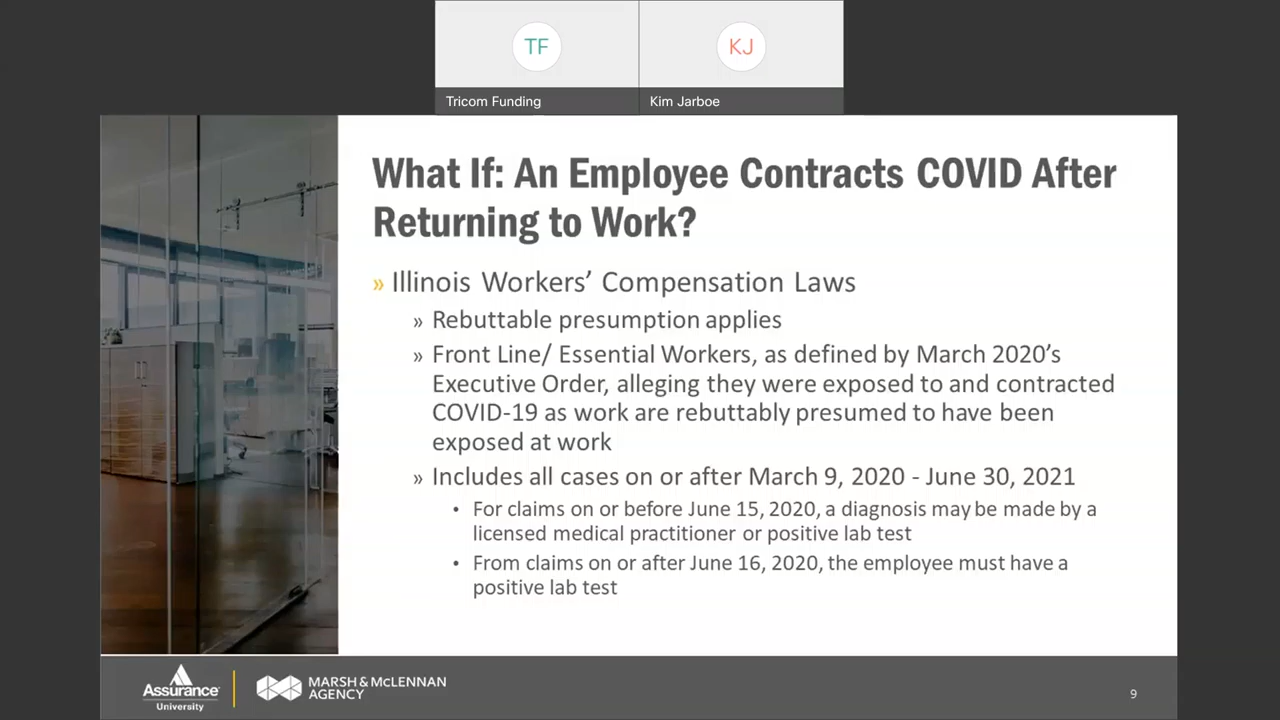 TF
KJ
Tricom Funding
Kim Jarboe
What If: An Employee Contracts COVID After
Returning to Work?
» Illinois Workers’ Compensation Laws
» Rebuttable presumption applies
» Front Line/ Essential Workers, as defined by March 2020’s
Executive Order, alleging they were exposed to and contracted
COVID-19 as work are rebuttably presumed to have been
exposed at work
» Includes all cases on or after March 9, 2020 - June 30, 2021
• For claims on or before June 15, 2020, a diagnosis may be made by a
licensed medical practitioner or positive lab test
• From claims on or after June 16, 2020, the employee must have a
positive lab test
Assurance
University
MARSH & McLENNAN
AGENCY
9